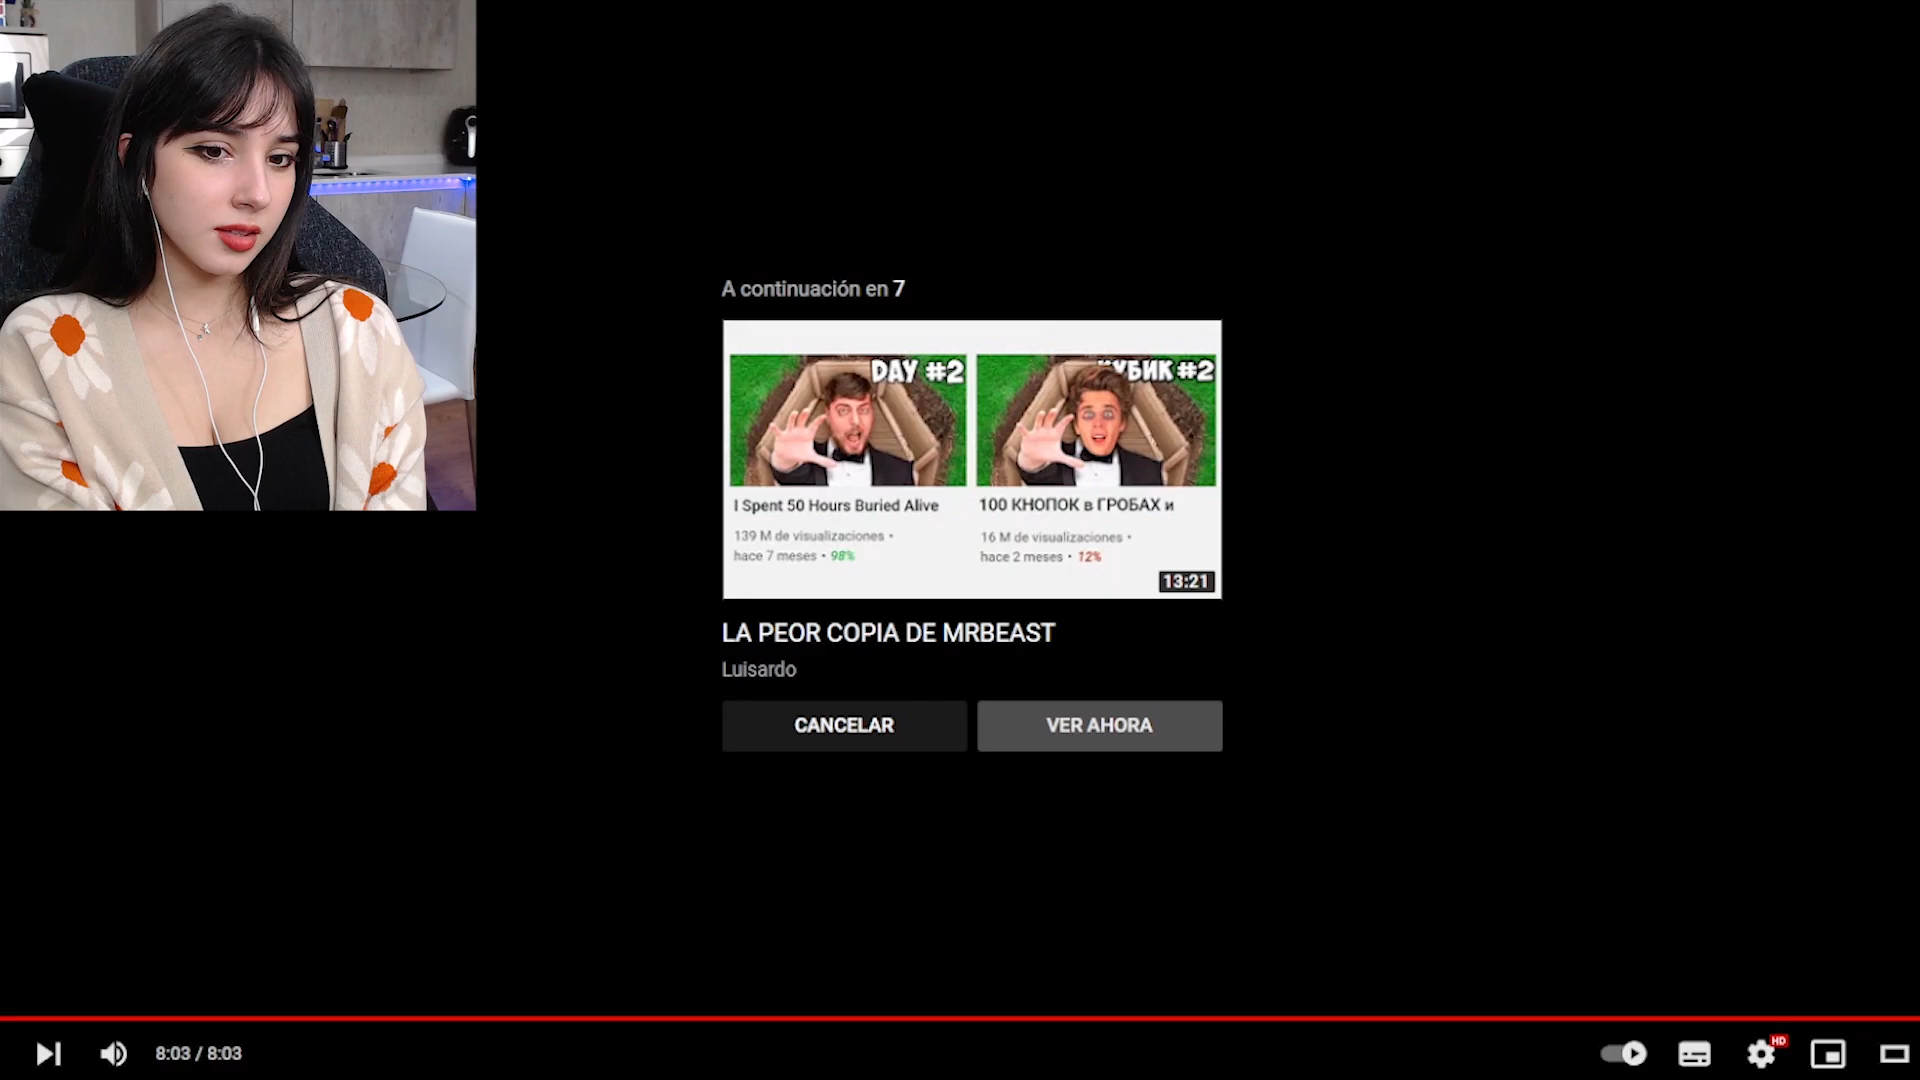 A continuación en 7
DAY #2
УБИК #2
I Spent 50 Hours Buried Alive
100 КНОПОК в ГРОБАХ и
139 M de visualizaciones •
hace 7 meses • 98%
16 M de visualizaciones •
hace 2 meses • 12%
13:21
LA PEOR COPIA DE MRBEAST
Luisardo
CANCELAR
VER AHORA
8:03 / 8:03
HD